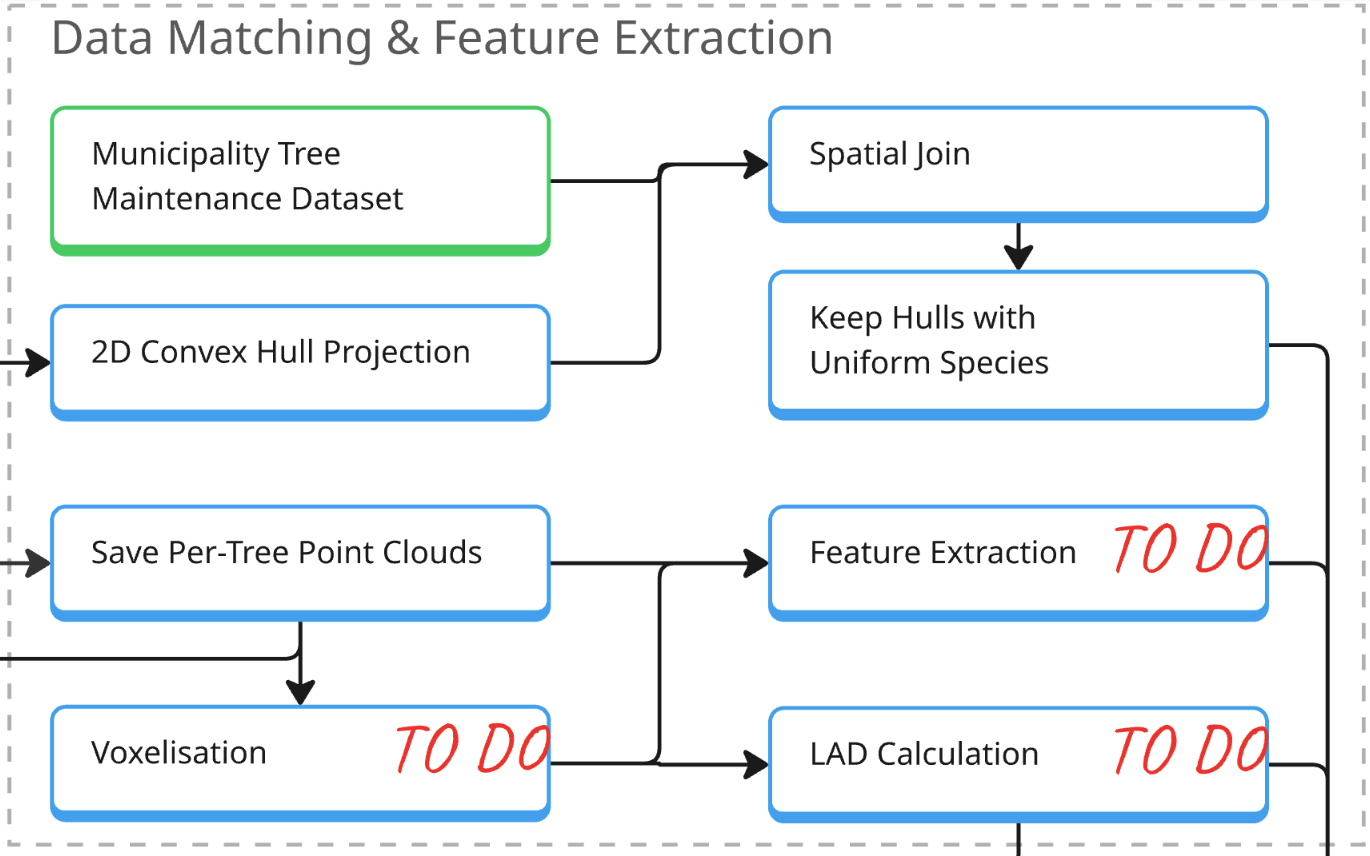 Data Matching & Feature Extraction
Municipality Tree
Maintenance Dataset
Spatial Join
2D Convex Hull Projection
Keep Hulls with
Uniform Species
Save Per-Tree Point Clouds
Feature Extraction TO DO
Voxelisation TO DO
LAD Calculation TO DO